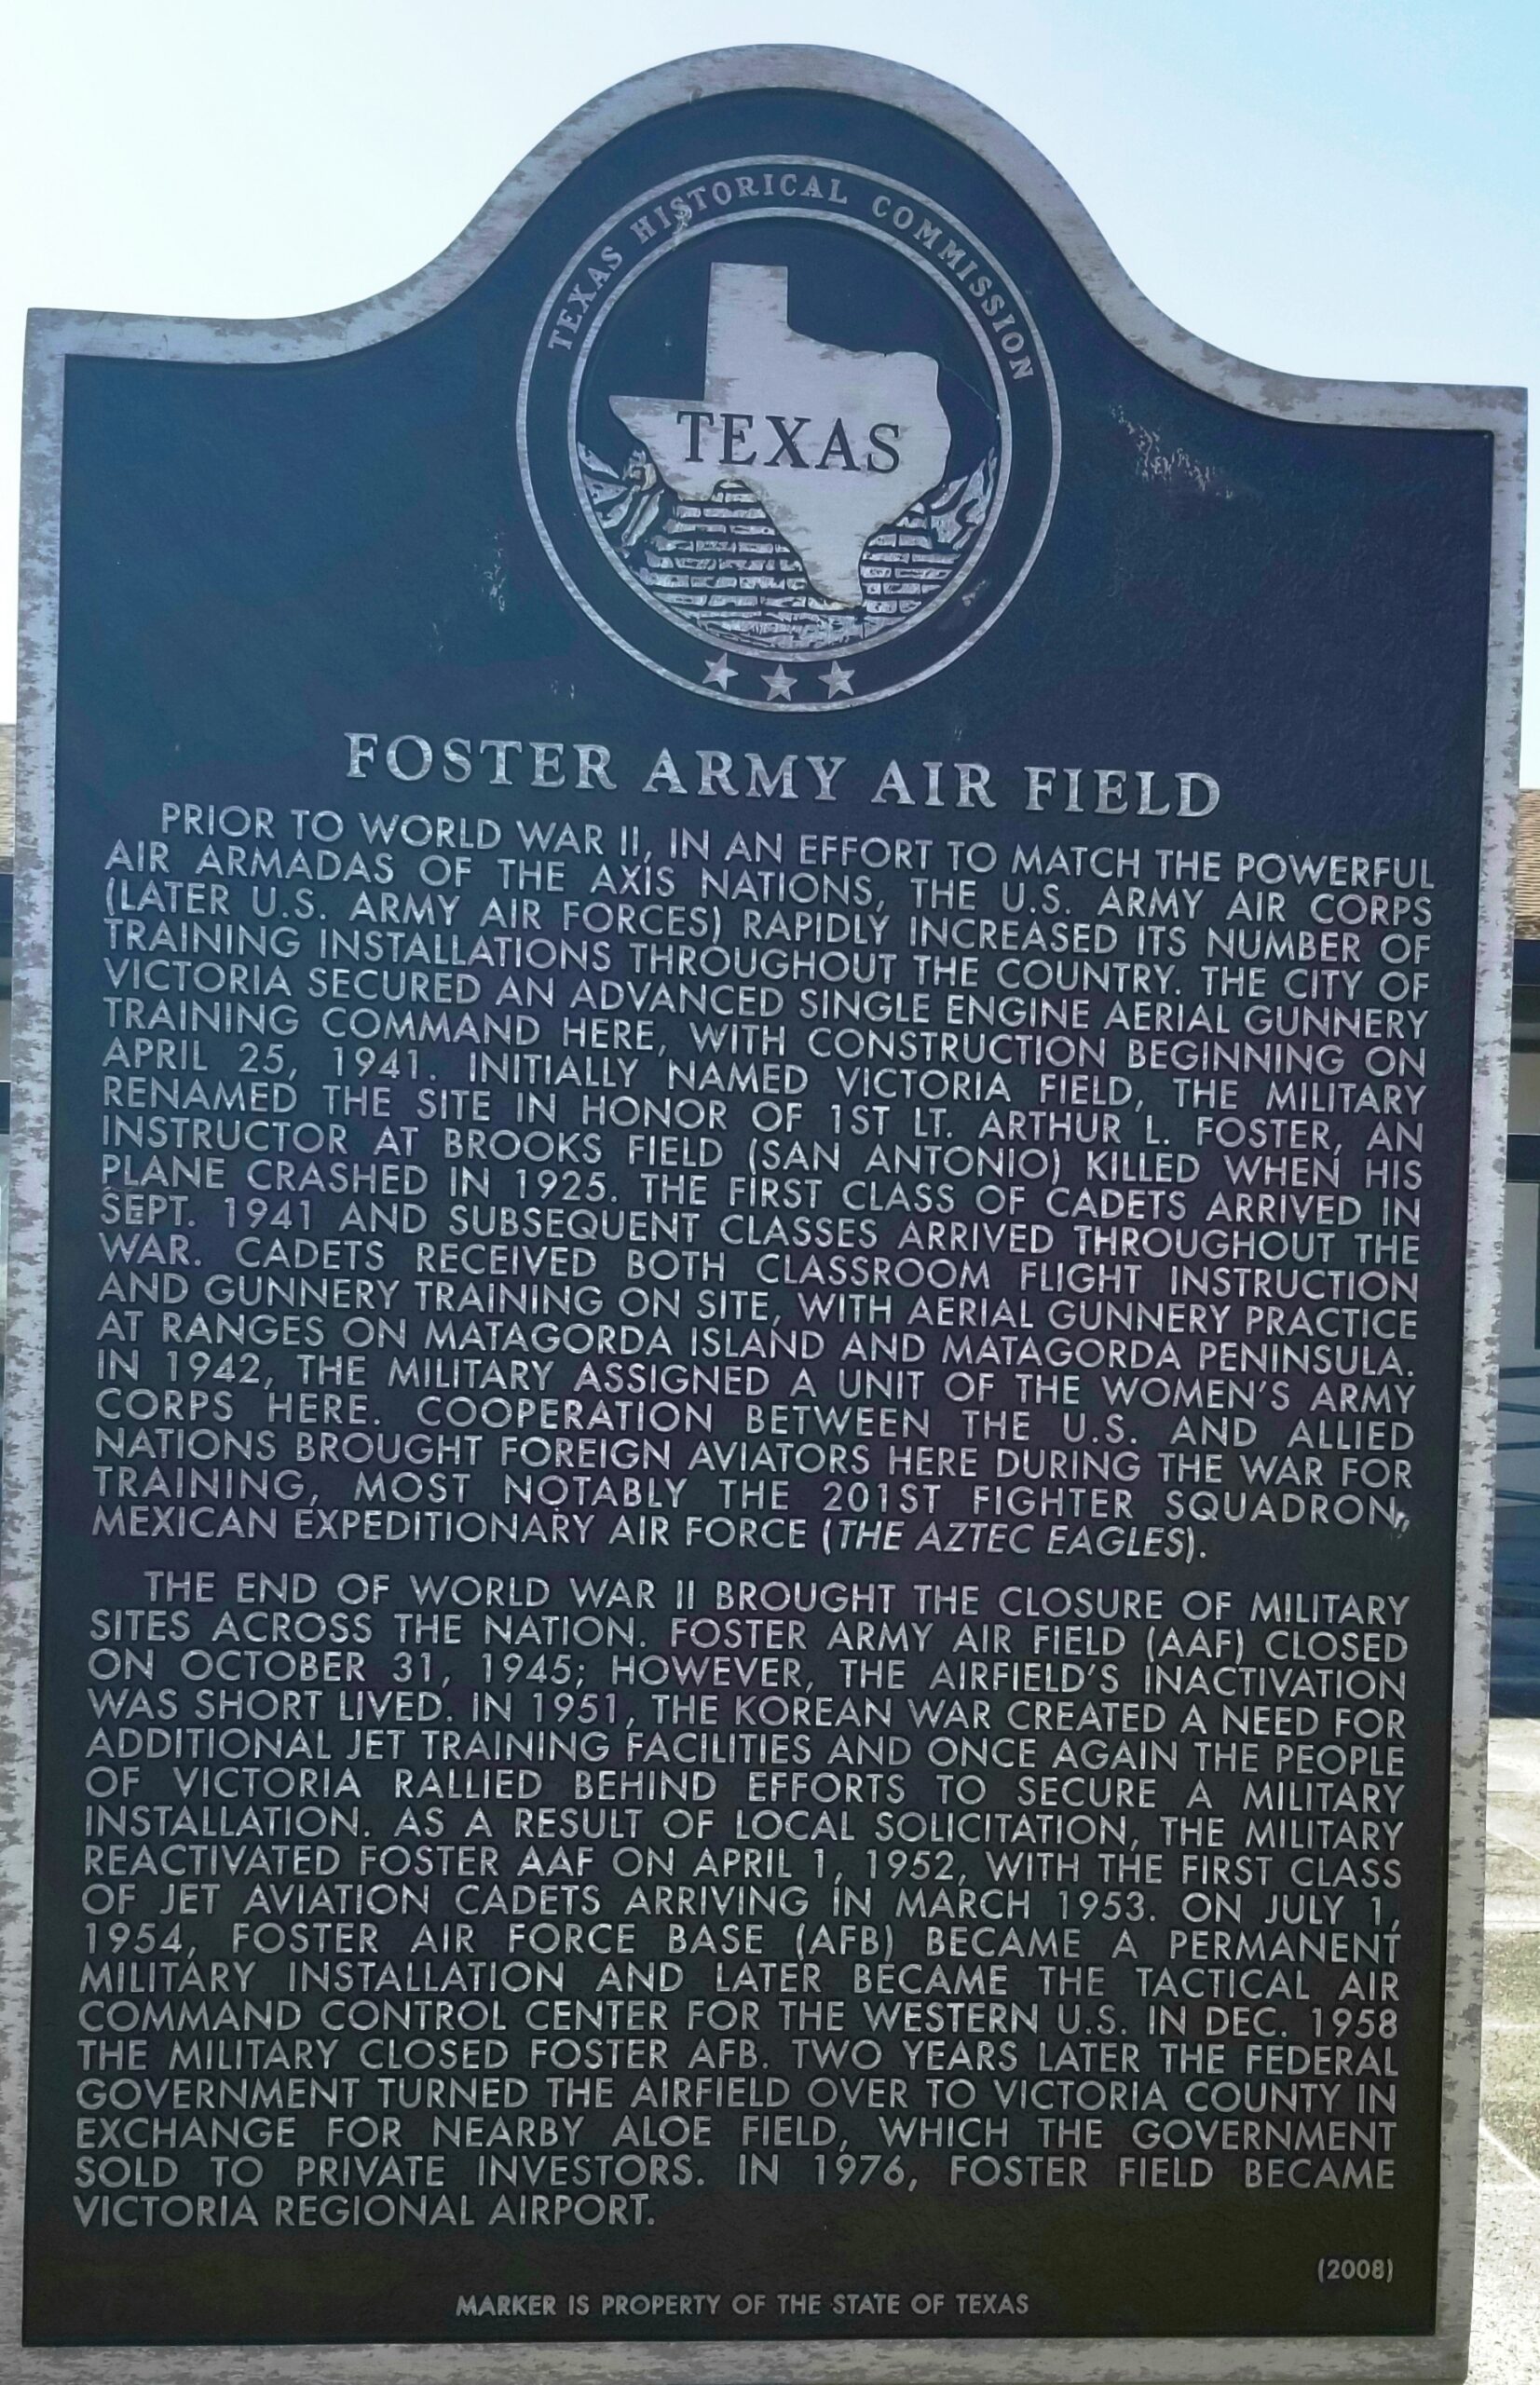 TEXAS HISTORICAL COMMISSION
TEXAS
FOSTER ARMY AIR FIELD
PRIOR TO WORLD WAR II, IN AN EFFORT TO MATCH THE POWERFUL
AIR ARMADAS OF THE AXIS NATIONS, THE U.S. ARMY AIR CORPS
(LATER U.S. ARMY AIR FORCES) RAPIDLY INCREASED ITS NUMBER OF
TRAINING INSTALLATIONS THROUGHOUT THE COUNTRY. THE CITY OF
VICTORIA SECURED AN ADVANCED SINGLE ENGINE AERIAL GUNNERY
TRAINING COMMAND HERE, WITH CONSTRUCTION BEGINNING ON
APRIL 25, 1941. INITIALLY NAMED VICTORIA FIELD, THE MILITARY
RENAMED THE SITE IN HONOR OF 1ST LT. ARTHUR L. FOSTER, AN
INSTRUCTOR AT BROOKS FIELD (SAN ANTONIO) KILLED WHEN HIS
PLANE CRASHED IN 1925. THE FIRST CLASS OF CADETS ARRIVED IN
SEPT. 1941 AND SUBSEQUENT CLASSES ARRIVED THROUGHOUT THE
WAR. CADETS RECEIVED BOTH CLASSROOM FLIGHT INSTRUCTION
AND GUNNERY TRAINING ON SITE, WITH AERIAL GUNNERY PRACTICE
AT RANGES ON MATAGORDA ISLAND AND MATAGORDA PENINSULA.
IN 1942, THE MILITARY ASSIGNED A UNIT OF THE WOMEN'S ARMY
CORPS HERE. COOPERATION BETWEEN THE U.S. AND ALLIED
NATIONS BROUGHT FOREIGN AVIATORS HERE DURING THE WAR FOR
TRAINING, MOST NOTABLY THE 201ST FIGHTER SQUADRON,
MEXICAN EXPEDITIONARY AIR FORCE (THE AZTEC EAGLES).
THE END OF WORLD WAR II BROUGHT THE CLOSURE OF MILITARY
SITES ACROSS THE NATION. FOSTER ARMY AIR FIELD (AAF) CLOSED
ON OCTOBER 31, 1945; HOWEVER, THE AIRFIELD'S INACTIVATION
WAS SHORT LIVED. IN 1951, THE KOREAN WAR CREATED A NEED FOR
ADDITIONAL JET TRAINING FACILITIES AND ONCE AGAIN THE PEOPLE
OF VICTORIA RALLIED BEHIND EFFORTS TO SECURE A MILITARY
INSTALLATION. AS A RESULT OF LOCAL SOLICITATION, THE MILITARY
REACTIVATED FOSTER AAF ON APRIL 1, 1952, WITH THE FIRST CLASS
OF JET AVIATION CADETS ARRIVING IN MARCH 1953. ON JULY 1,
1954, FOSTER AIR FORCE BASE (AFB) BECAME A PERMANENT
MILITARY INSTALLATION AND LATER BECAME THE TACTICAL AIR
COMMAND CONTROL CENTER FOR THE WESTERN U.S. IN DEC. 1958
THE MILITARY CLOSED FOSTER AFB. TWO YEARS LATER THE FEDERAL
GOVERNMENT TURNED THE AIRFIELD OVER TO VICTORIA COUNTY IN
EXCHANGE FOR NEARBY ALOE FIELD, WHICH THE GOVERNMENT
SOLD TO PRIVATE INVESTORS. IN 1976, FOSTER FIELD BECAME
VICTORIA REGIONAL AIRPORT.
(2008)
MARKER IS PROPERTY OF THE STATE OF TEXAS